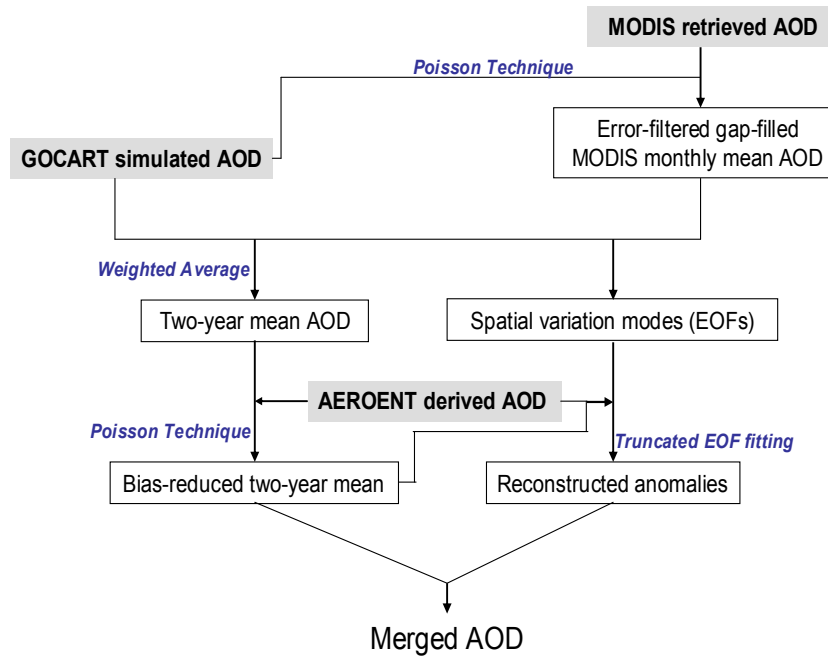 MODIS retrieved AOD
Poisson Technique
Error-filtered gap-filled
MODIS monthly mean AOD
GOCART simulated AOD
Weighted Average
Two-year mean AOD
Spatial variation modes (EOFs)
AEROENT derived AOD
Poisson Technique
Truncated EOF fitting
Bias-reduced two-year mean
Reconstructed anomalies
Merged AOD